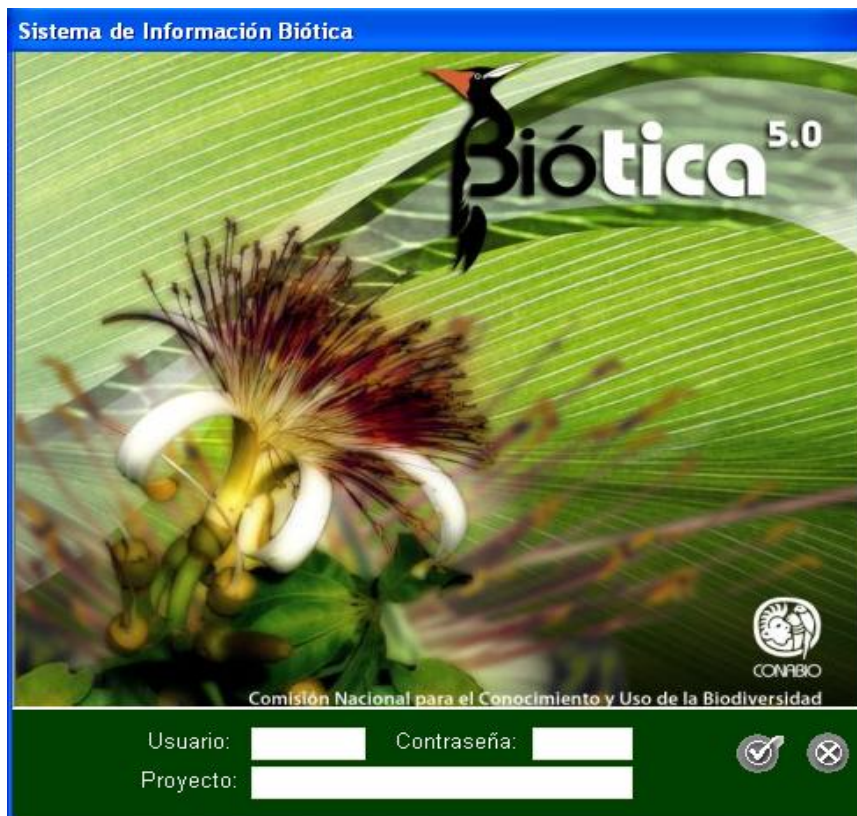 Sistema de Información Biótica
Biótica 5.0
CONABIO
Comisión Nacional para el Conocimiento y Uso de la Biodiversidad
Usuario: Contraseña:
Proyecto: